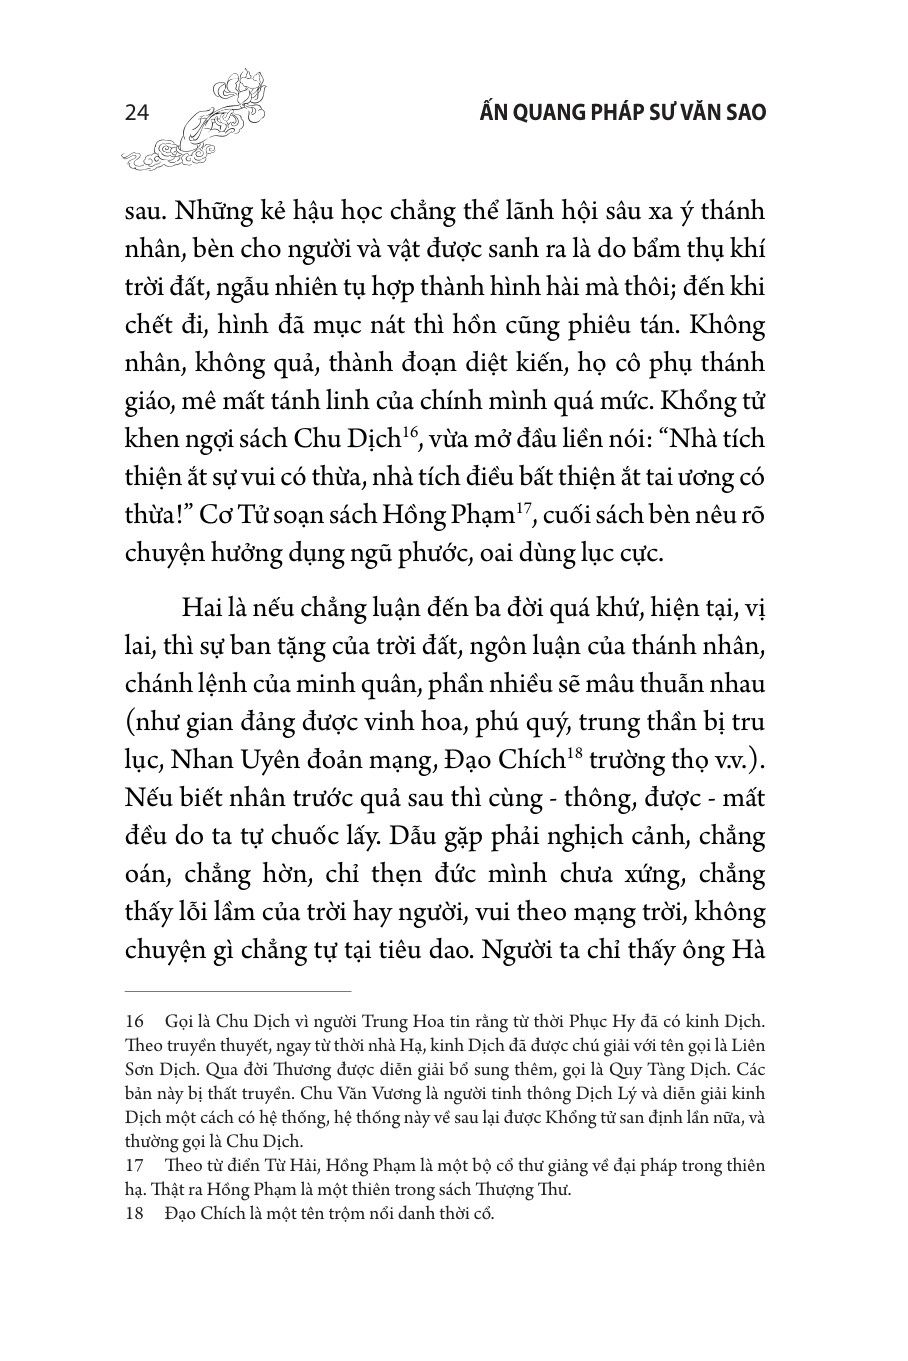 24
ẤN QUANG PHÁP SƯ VĂN SAO
sau. Những kẻ hậu học chẳng thể lãnh hội sâu xa ý thánh
nhân, bèn cho người và vật được sanh ra là do bẩm thụ khí
trời đất, ngẫu nhiên tụ hợp thành hình hài mà thôi; đến khi
chết đi, hình đã mục nát thì hồn cũng phiêu tán. Không
nhân, không quả, thành đoạn diệt kiến, họ cô phụ thánh
giáo, mê mất tánh linh của chính mình quá mức. Khổng tử
khen ngợi sách Chu Dịch16, vừa mở đầu liền nói: “Nhà tích
thiện ắt sự vui có thừa, nhà tích điều bất thiện ắt tai ương có
thừa!” Cơ Tử soạn sách Hồng Phạm17, cuối sách bèn nêu rõ
chuyện hưởng dụng ngũ phước, oai dùng lục cực.
Hai là nếu chẳng luận đến ba đời quá khứ, hiện tại, vị
lai, thì sự ban tặng của trời đất, ngôn luận của thánh nhân,
chánh lệnh của minh quân, phần nhiều sẽ mâu thuẫn nhau
(như gian đảng được vinh hoa, phú quý, trung thần bị tru
lục, Nhan Uyên đoản mạng, Đạo Chích18 trường thọ v.v.).
Nếu biết nhân trước quả sau thì cùng - thông, được - mất
đều do ta tự chuốc lấy. Dẫu gặp phải nghịch cảnh, chẳng
oán, chẳng hờn, chỉ thẹn đức mình chưa xứng, chẳng
thấy lỗi lầm của trời hay người, vui theo mạng trời, không
chuyện gì chẳng tự tại tiêu dao. Người ta chỉ thấy ông Hà
16 Gọi là Chu Dịch vì người Trung Hoa tin rằng từ thời Phục Hy đã có kinh Dịch.
Theo truyền thuyết, ngay từ thời nhà Hạ, kinh Dịch đã được chú giải với tên gọi là Liên
Sơn Dịch. Qua đời Thương được diễn giải bổ sung thêm, gọi là Quy Tàng Dịch. Các
bản này bị thất truyền. Chu Văn Vương là người tinh thông Dịch Lý và diễn giải kinh
Dịch một cách có hệ thống, hệ thống này về sau lại được Khổng tử san định lần nữa, và
thường gọi là Chu Dịch.
17 Theo từ điển Từ Hải, Hồng Phạm là một bộ cổ thư giảng về đại pháp trong thiên
hạ. Thật ra Hồng Phạm là một thiên trong sách Thượng Thư.
18 Đạo Chích là một tên trộm nổi danh thời cổ.